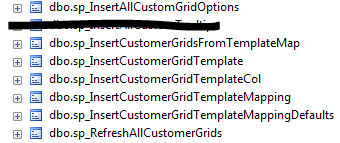 dbo.sp_InsertAllCustomGridOptions
dbo.sp_InsertCustomerGridsFromTemplateMap
dbo.sp_InsertCustomerGridTemplate
dbo.sp_InsertCustomerGridTemplateCol
dbo.sp_InsertCustomerGridTemplateMapping
dbo.sp_InsertCustomerGridTemplateMappingDefaults
dbo.sp_RefreshAllCustomerGrids